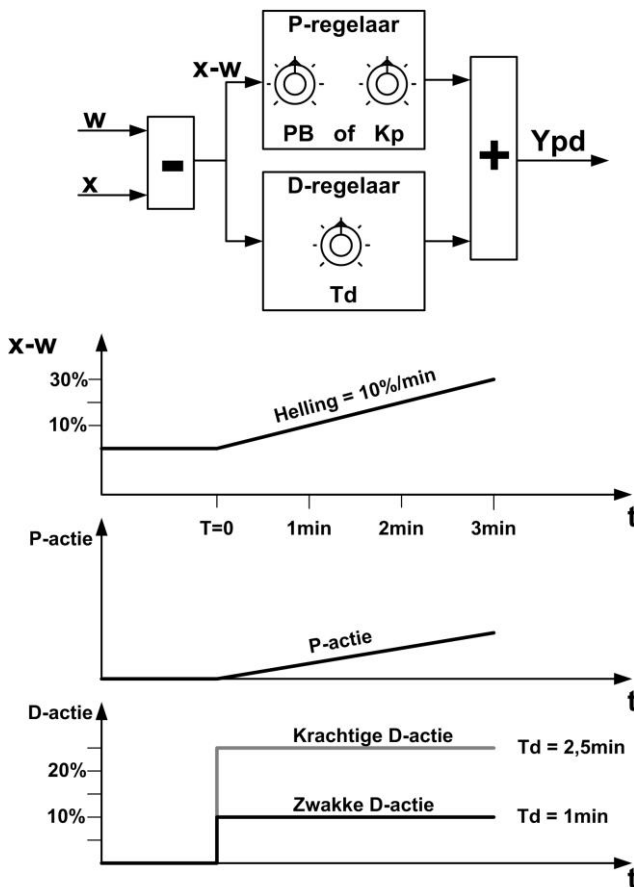 P-regelaar
x-w
PB of Kp
w
x
-
+
Ypd
D-regelaar
Td
x-w
30%
10%
Helling = 10%/min
t
T=0 1min 2min 3min
P-actie
P-actie
t
D-actie
Krachtige D-actie Td = 2,5min
20%
Zwakke D-actie Td = 1min
10%
t